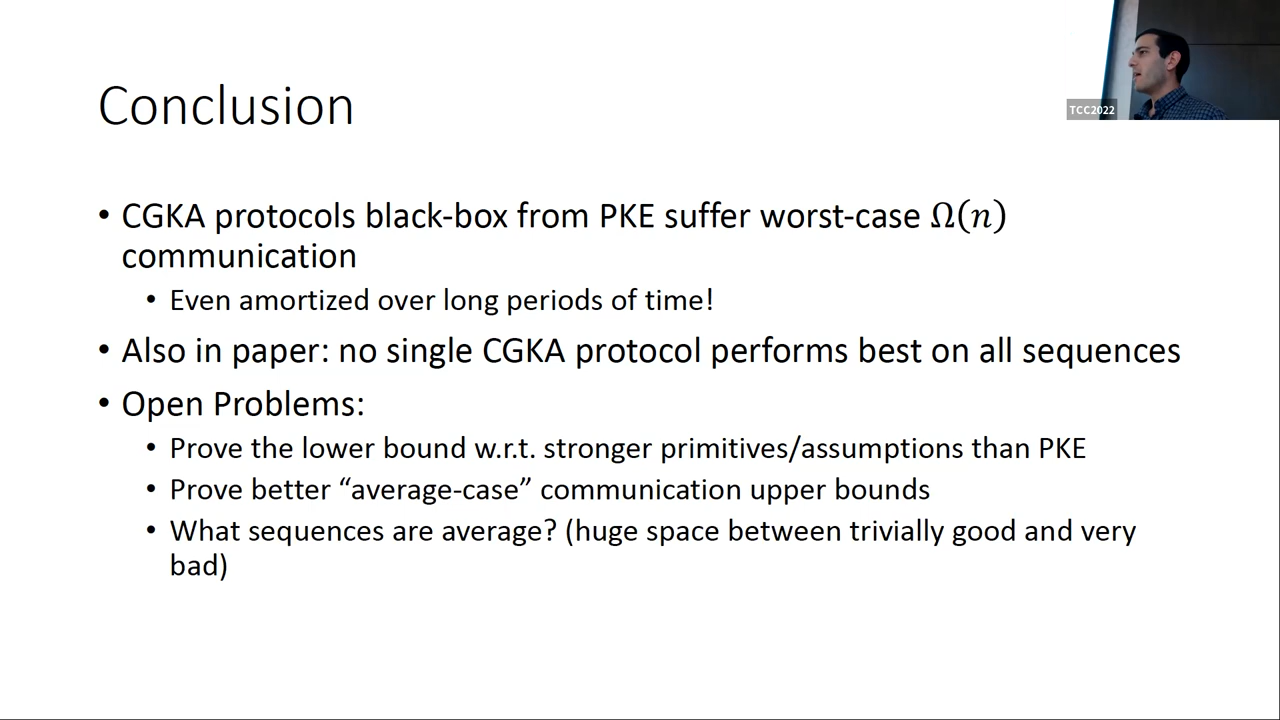 TCC2022
Conclusion
• CGKA protocols black-box from PKE suffer worst-case Ω(𝑛)
communication
• Even amortized over long periods of time!
• Also in paper: no single CGKA protocol performs best on all sequences
• Open Problems:
• Prove the lower bound w.r.t. stronger primitives/assumptions than PKE
• Prove better “average-case” communication upper bounds
• What sequences are average? (huge space between trivially good and very
bad)